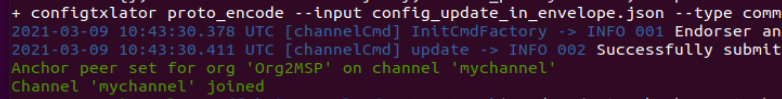 + configtxlator proto_encode --input config_update_in_envelope.json --type comm
2021-03-09 10:43:30.378 UTC [channelCmd] InitCmdFactory -> INFO 001 Endorser an
2021-03-09 10:43:30.411 UTC [channelCmd] update -> INFO 002 Successfully submit
Anchor peer set for org 'Org2MSP' on channel 'mychannel'
Channel 'mychannel' joined